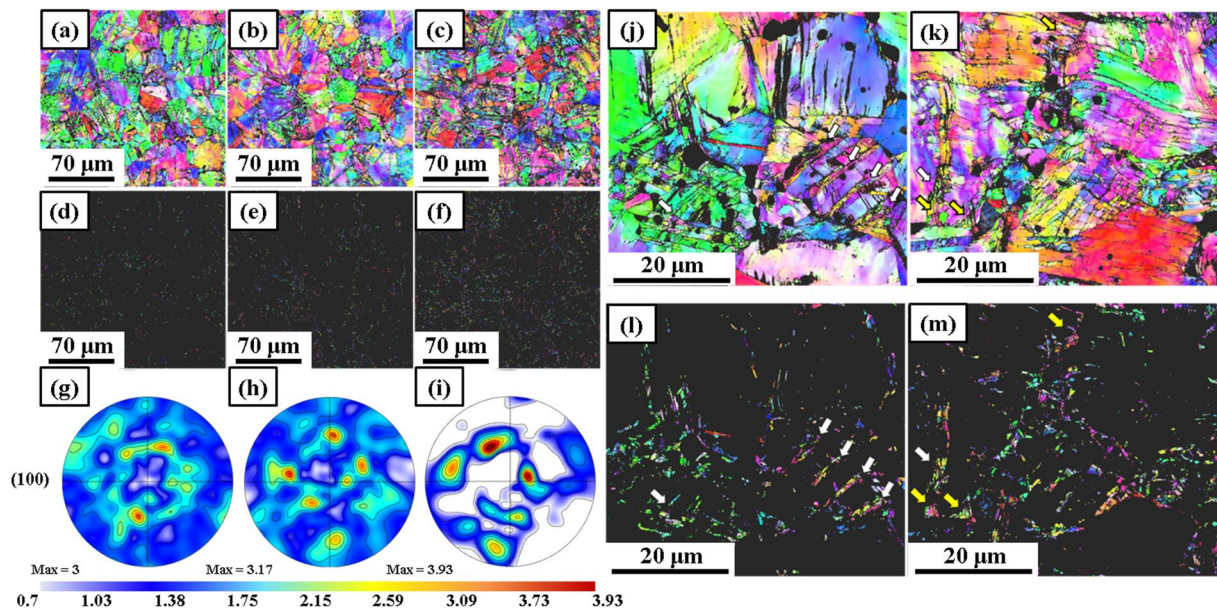 (a) (b) (c) (j) (k)
70 μm 70 μm 70 μm
(d) (e) (f)
20 μm 20 μm
70 μm 70 μm 70 μm
(g) (h) (i) (l) (m)
(100)
20 μm 20 μm
Max = 3 Max = 3.17 Max = 3.93
0.7 1.03 1.38 1.75 2.15 2.59 3.09 3.73 3.93